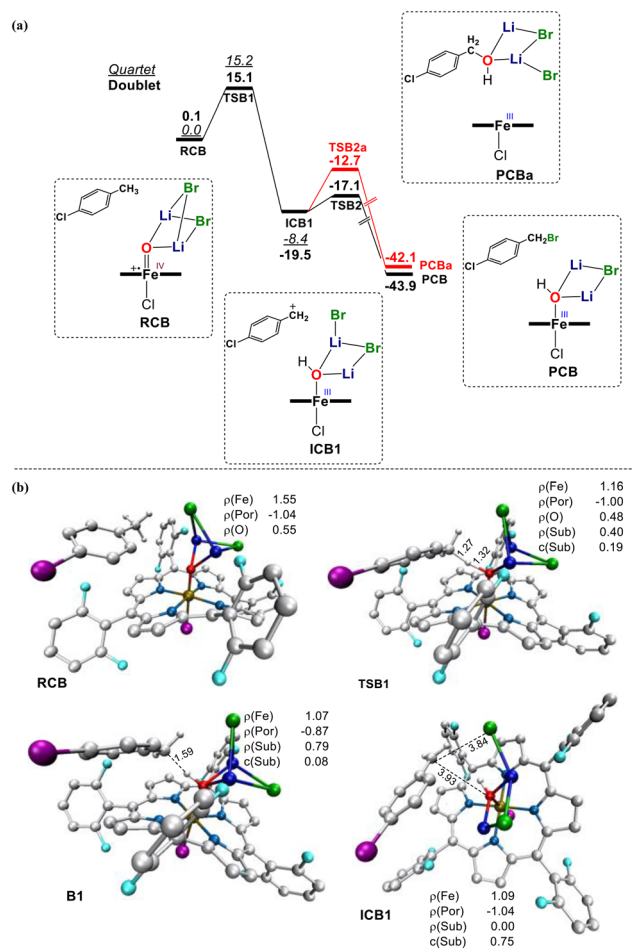 (a)
Quartet
Doublet
15.2
15.1
TSB1
0.1
0.0
RCB
TSB2a
-12.7
-17.1
TSB2
ICB1
-8.4
-19.5
-42.1
PCBa
PCB
-43.9
H2
C
Cl
O
H
Li
Br
Li
Br
Fe
III
Cl
PCBa
CH3
Cl
Br
Li
Br
Li
O
+•
Fe
IV
Cl
RCB
+
CH2
Cl
Br
Li
Br
H
O
Li
Fe
III
Cl
ICB1
CH2Br
Cl
Li
Br
H
O
Li
Fe
III
Cl
PCB
(b)
ρ(Fe) 1.55
ρ(Por) -1.04
ρ(O) 0.55
RCB
ρ(Fe) 1.16
ρ(Por) -1.00
ρ(O) 0.48
ρ(Sub) 0.40
c(Sub) 0.19
1.27
1.32
TSB1
ρ(Fe) 1.07
ρ(Por) -0.87
ρ(Sub) 0.79
c(Sub) 0.08
1.59
B1
3.84
3.93
ρ(Fe) 1.09
ρ(Por) -1.04
ρ(Sub) 0.00
c(Sub) 0.75
ICB1